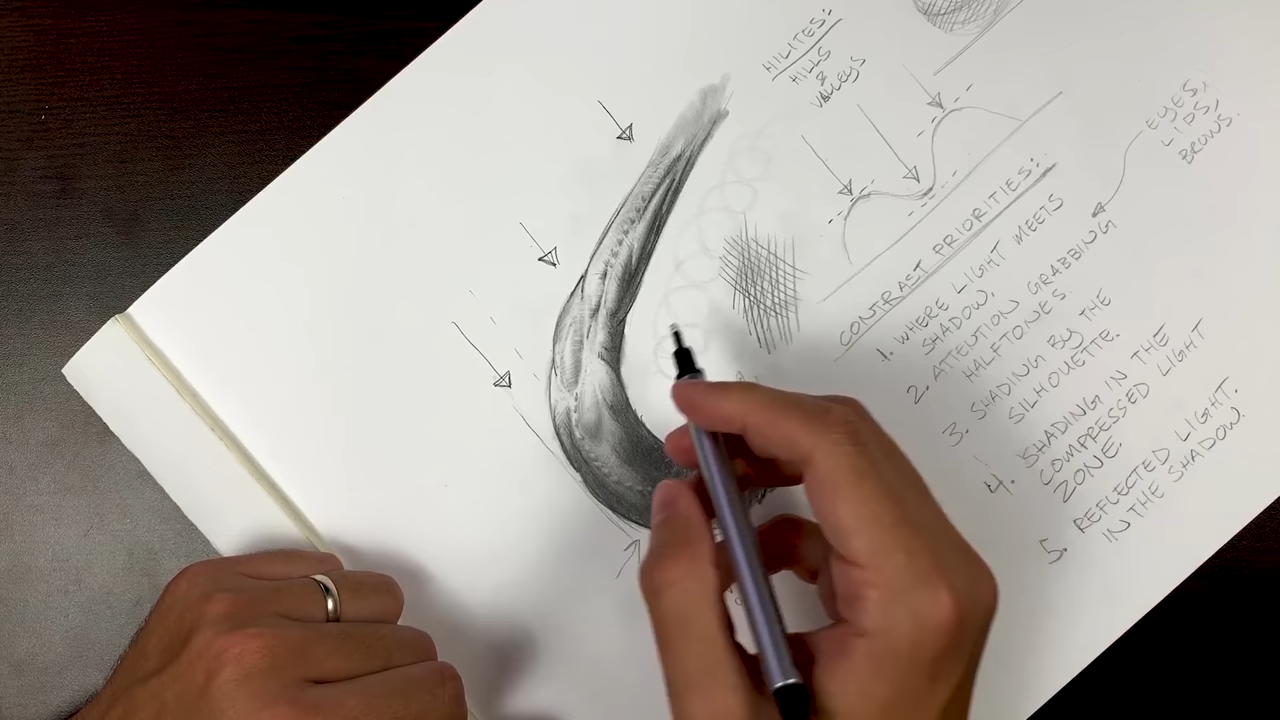 HILITES:
HILLS
&
VALLEYS
EYES,
LIPS,
BROWS.
CONTRAST PRIORITIES:
1. WHERE LIGHT MEETS
SHADOW.
2. ATTENTION GRABBING
HALFTONES.
3. SHADING BY THE
SILHOUETTE.
4. SHADING IN THE
COMPRESSED LIGHT
ZONE.
5. REFLECTED LIGHT.
IN THE SHADOW.